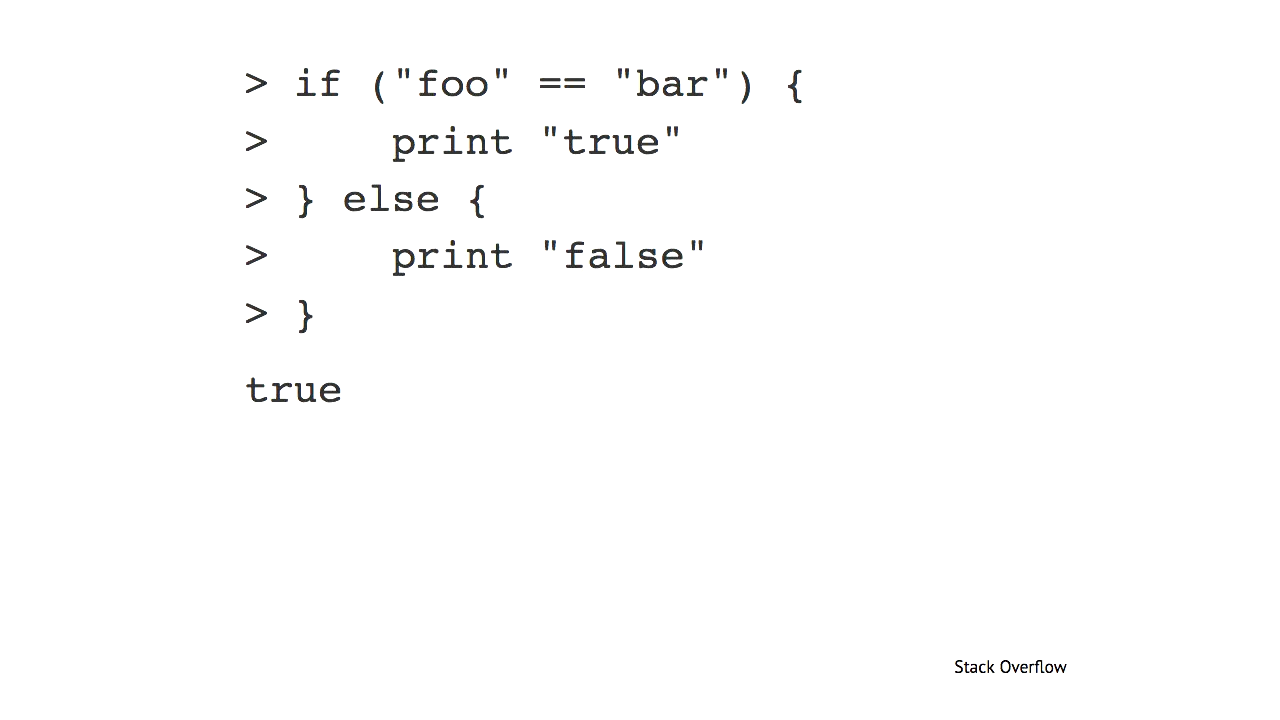 > if ("foo" == "bar") {
>     print "true"
> } else {
>     print "false"
> }
true
Stack Overflow